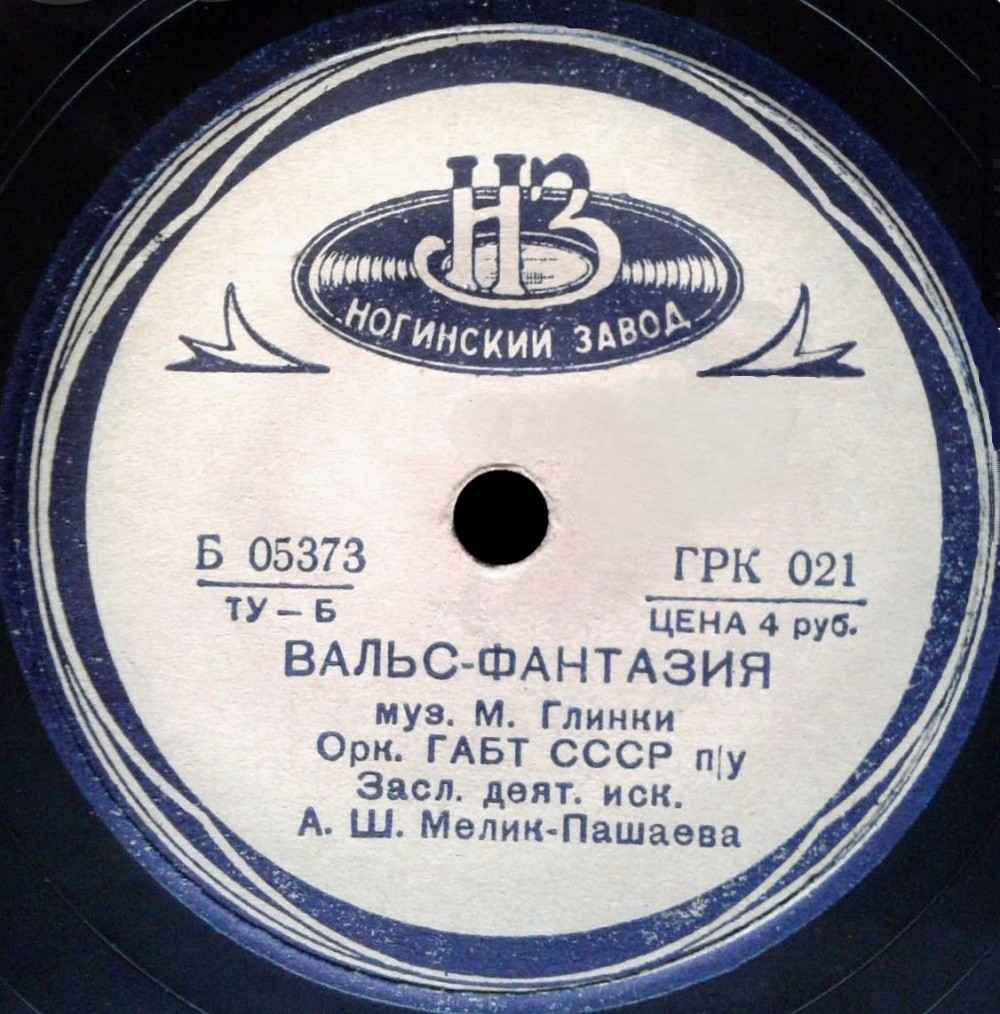 НЗ
НОГИНСКИЙ ЗАВОД
Б 05373
ТУ – Б
ГРК 021
ЦЕНА 4 руб.
ВАЛЬС-ФАНТАЗИЯ
муз. М. Глинки
Орк. ГАБТ СССР п/у
Засл. деят. иск.
А. Ш. Мелик-Пашаева